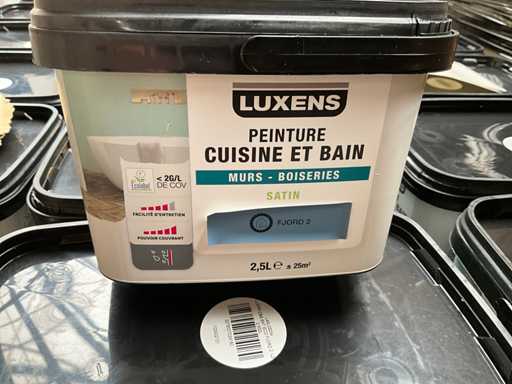 LUXENS
PEINTURE
CUISINE ET BAIN
MURS - BOISERIES
SATIN
FJORD 2
2,5L e ± 25m²
Ecolabel
< 2G/L
DE COV
FACILITÉ D'ENTRETIEN
POUVOIR COUVRANT